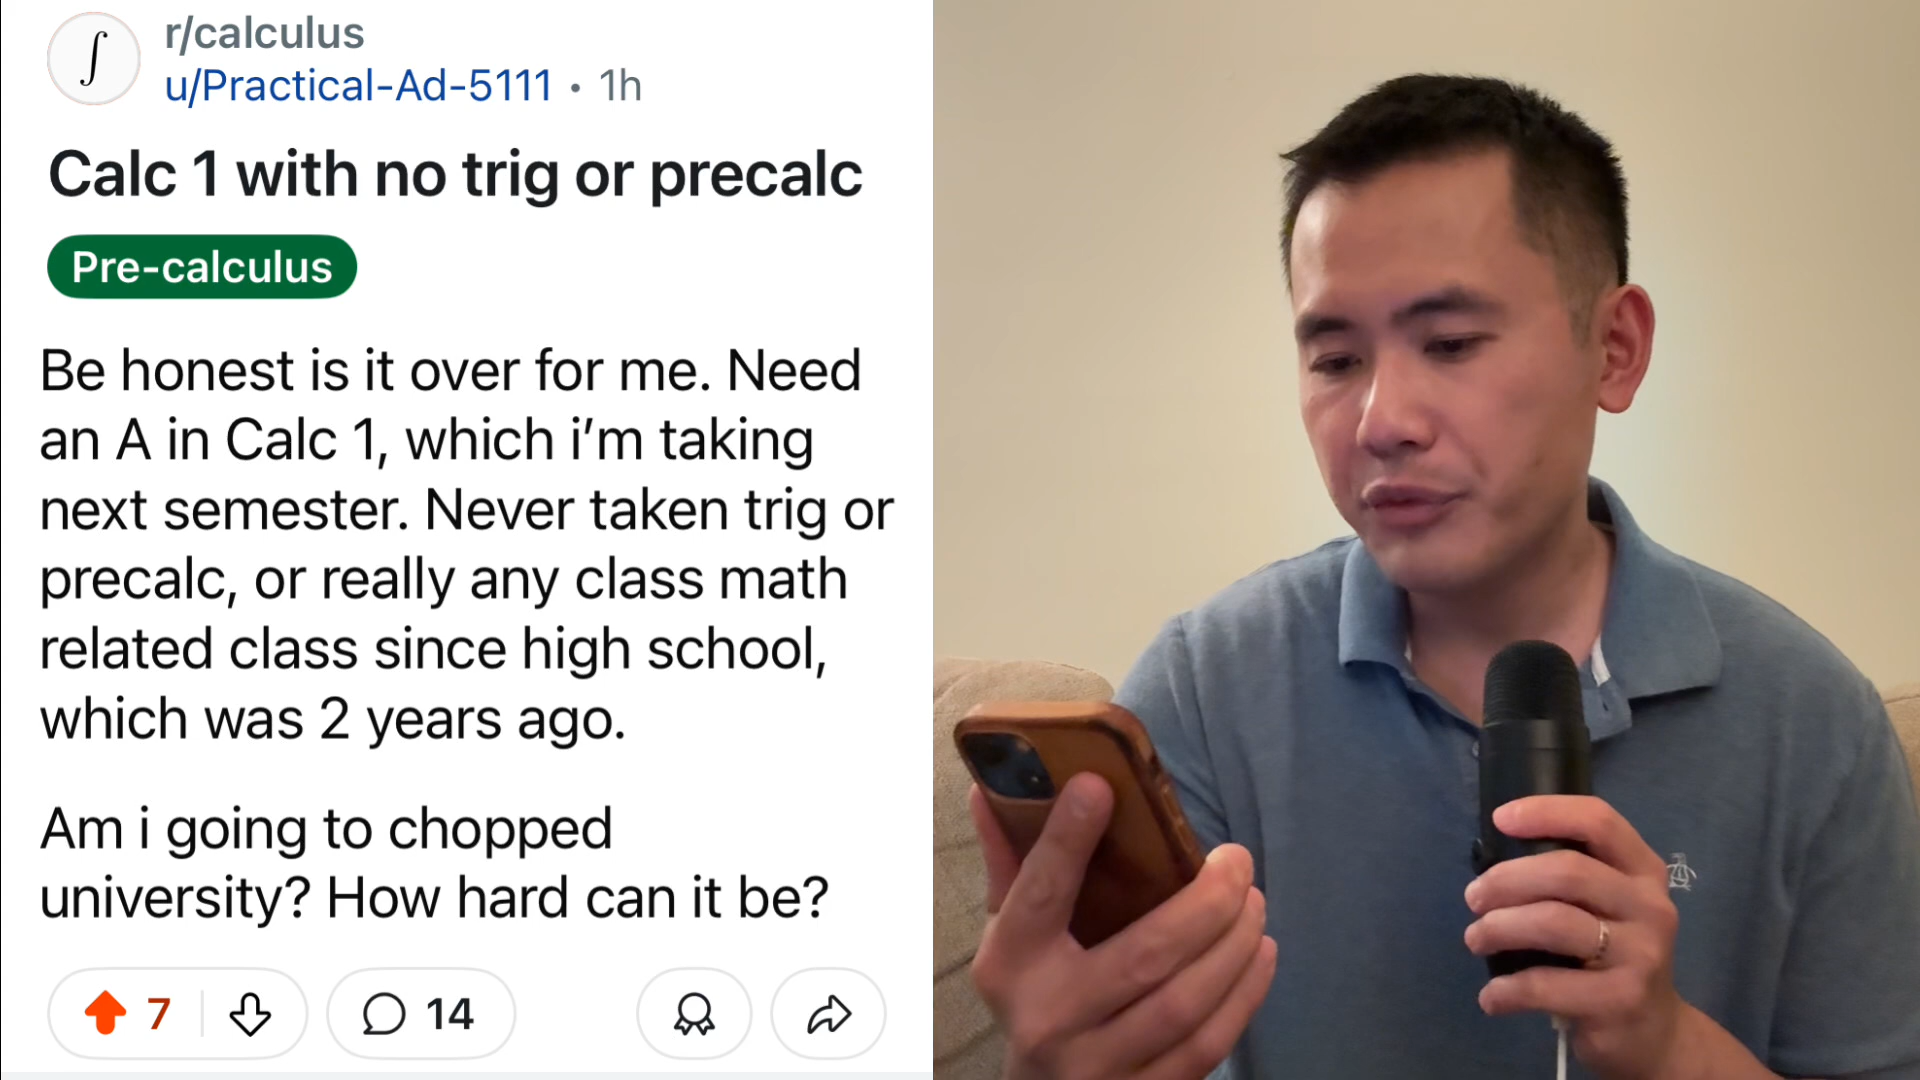 r/calculus
u/Practical-Ad-5111 • 1h
Calc 1 with no trig or precalc
Pre-calculus
Be honest is it over for me. Need
an A in Calc 1, which i’m taking
next semester. Never taken trig or
precalc, or really any class math
related class since high school,
which was 2 years ago.
Am i going to chopped
university? How hard can it be?
7
14